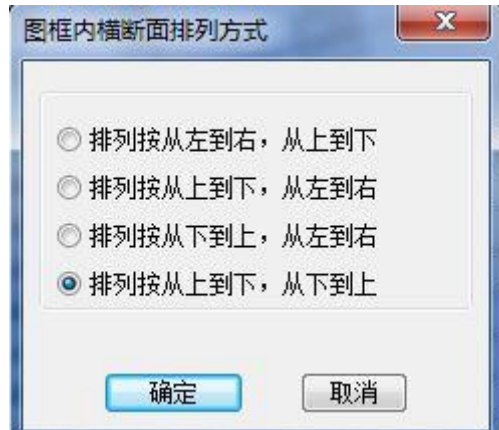 图框内横断面排列方式
排列按从左到右，从上到下
排列按从上到下，从左到右
排列按从下到上，从左到右
排列按从上到下，从下到上
确定
取消